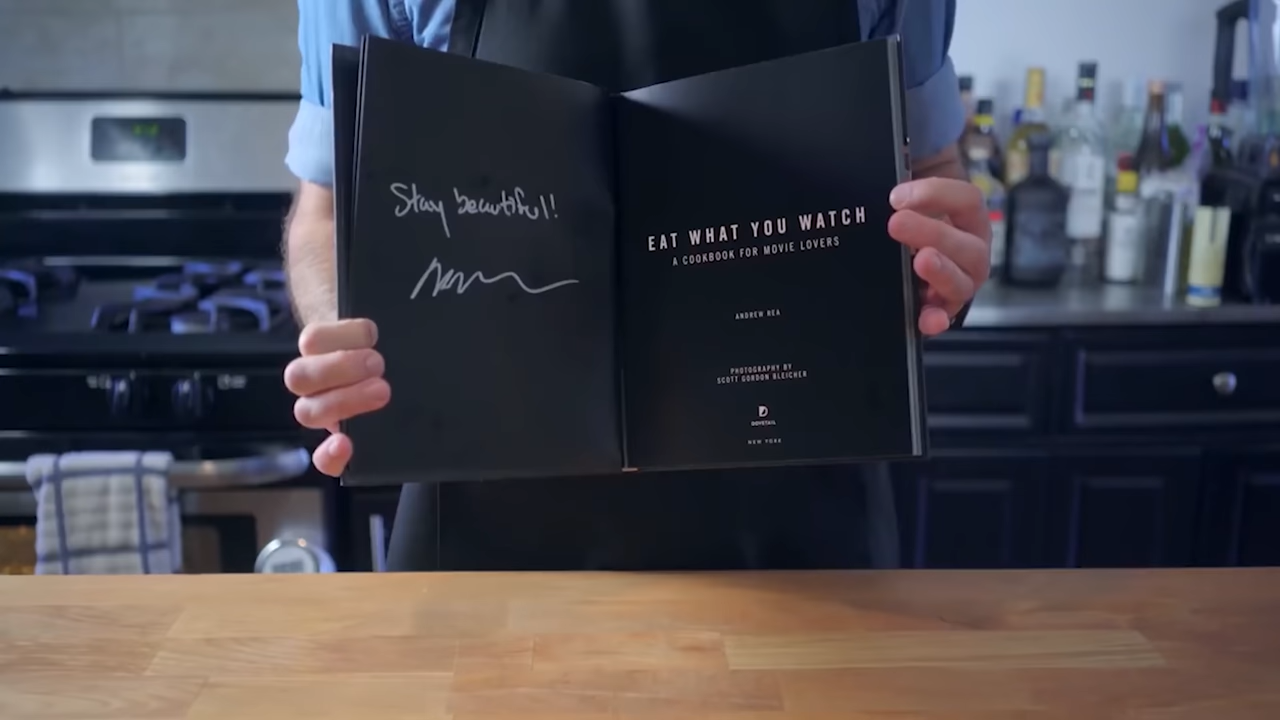 Stay beautiful!
EAT WHAT YOU WATCH
A COOKBOOK FOR MOVIE LOVERS
ANDREW REA
PHOTOGRAPHY BY
SCOTT GORDON BLEICHER
DOVETAIL
NEW YORK